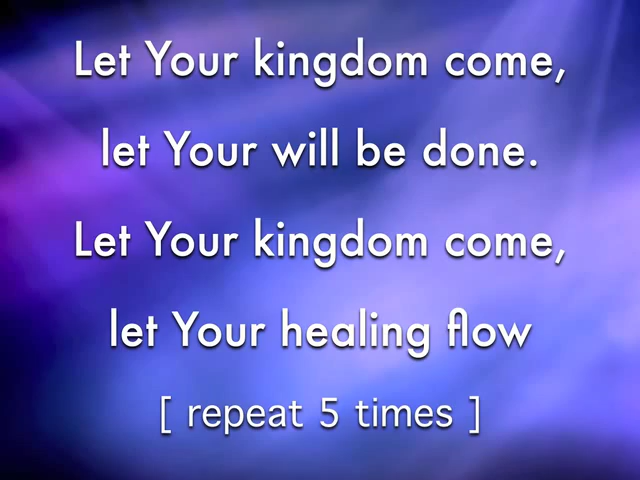 Let Your kingdom come,
let Your will be done.
Let Your kingdom come,
let Your healing flow
[ repeat 5 times ]